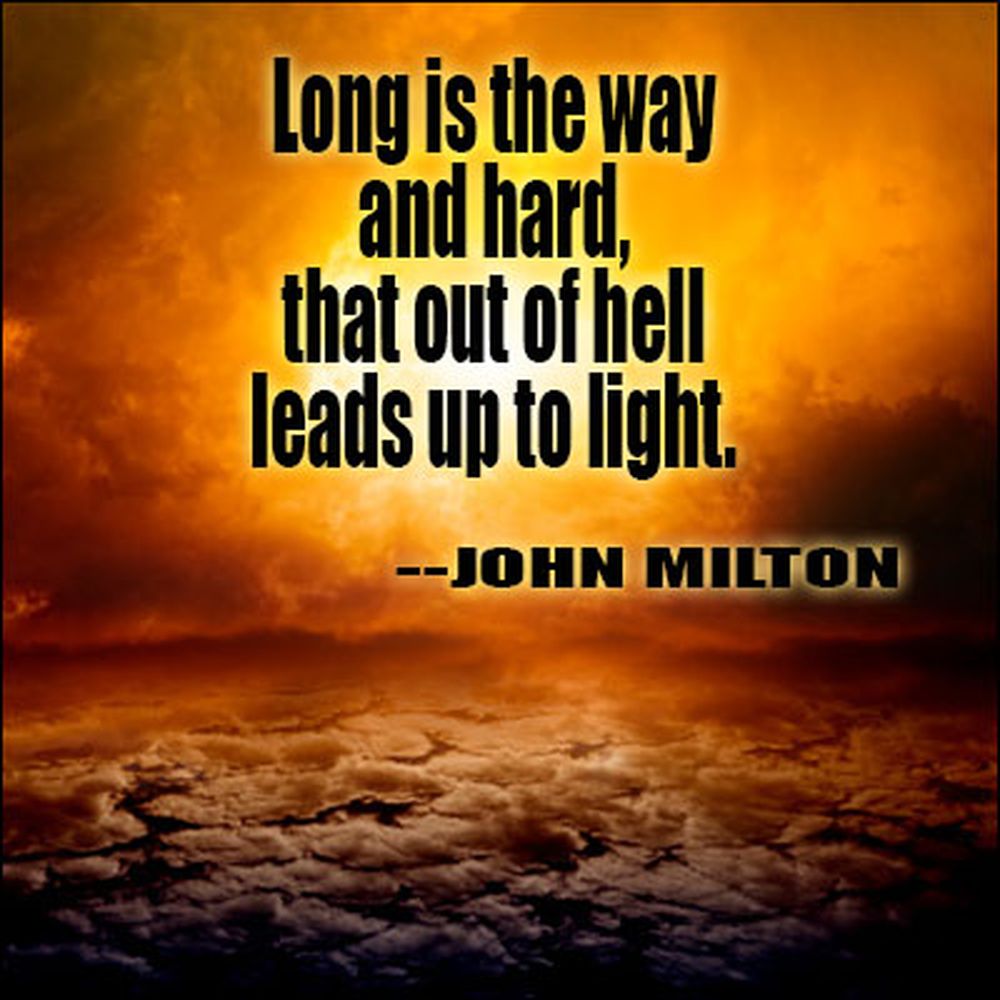 Long is the way
and hard,
that out of hell
leads up to light.
--JOHN MILTON